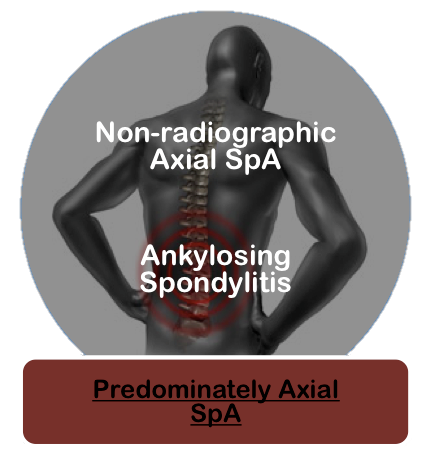 Non-radiographic
Axial SpA
Ankylosing
Spondylitis
Predominately Axial
SpA